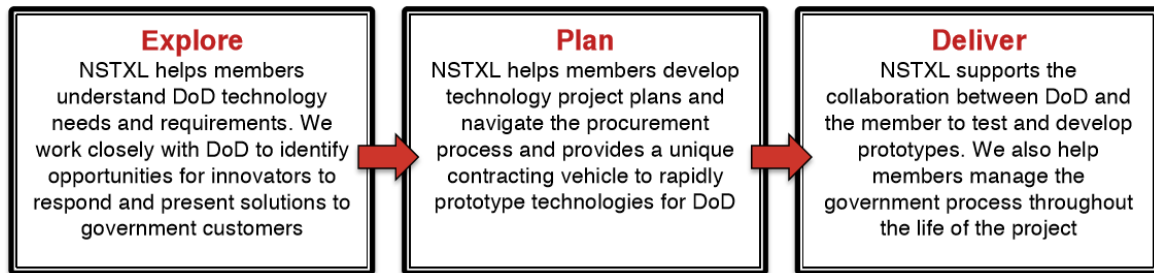 Explore
NSTXL helps members
understand DoD technology
needs and requirements. We
work closely with DoD to identify
opportunities for innovators to
respond and present solutions to
government customers
Plan
NSTXL helps members develop
technology project plans and
navigate the procurement
process and provides a unique
contracting vehicle to rapidly
prototype technologies for DoD
Deliver
NSTXL supports the
collaboration between DoD and
the member to test and develop
prototypes. We also help
members manage the
government process throughout
the life of the project